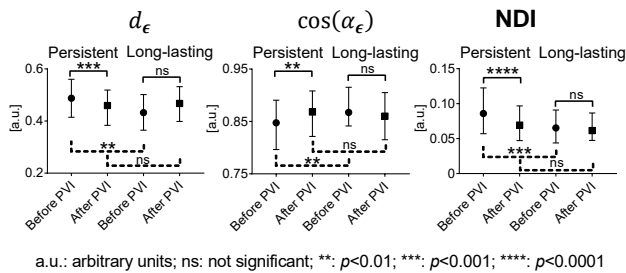 d_ϵ cos(α_ϵ) NDI
Persistent Long-lasting Persistent Long-lasting Persistent Long-lasting
*** ns ** ns **** ns
[a.u.] 0.6 0.4 0.2
** ns
Before PVI After PVI Before PVI After PVI
[a.u.] 0.95 0.85 0.75
** ns
Before PVI After PVI Before PVI After PVI
[a.u.] 0.15 0.10 0.05 0
*** ns
Before PVI After PVI Before PVI After PVI
a.u.: arbitrary units; ns: not significant; **: p<0.01; ***: p<0.001; ****: p<0.0001